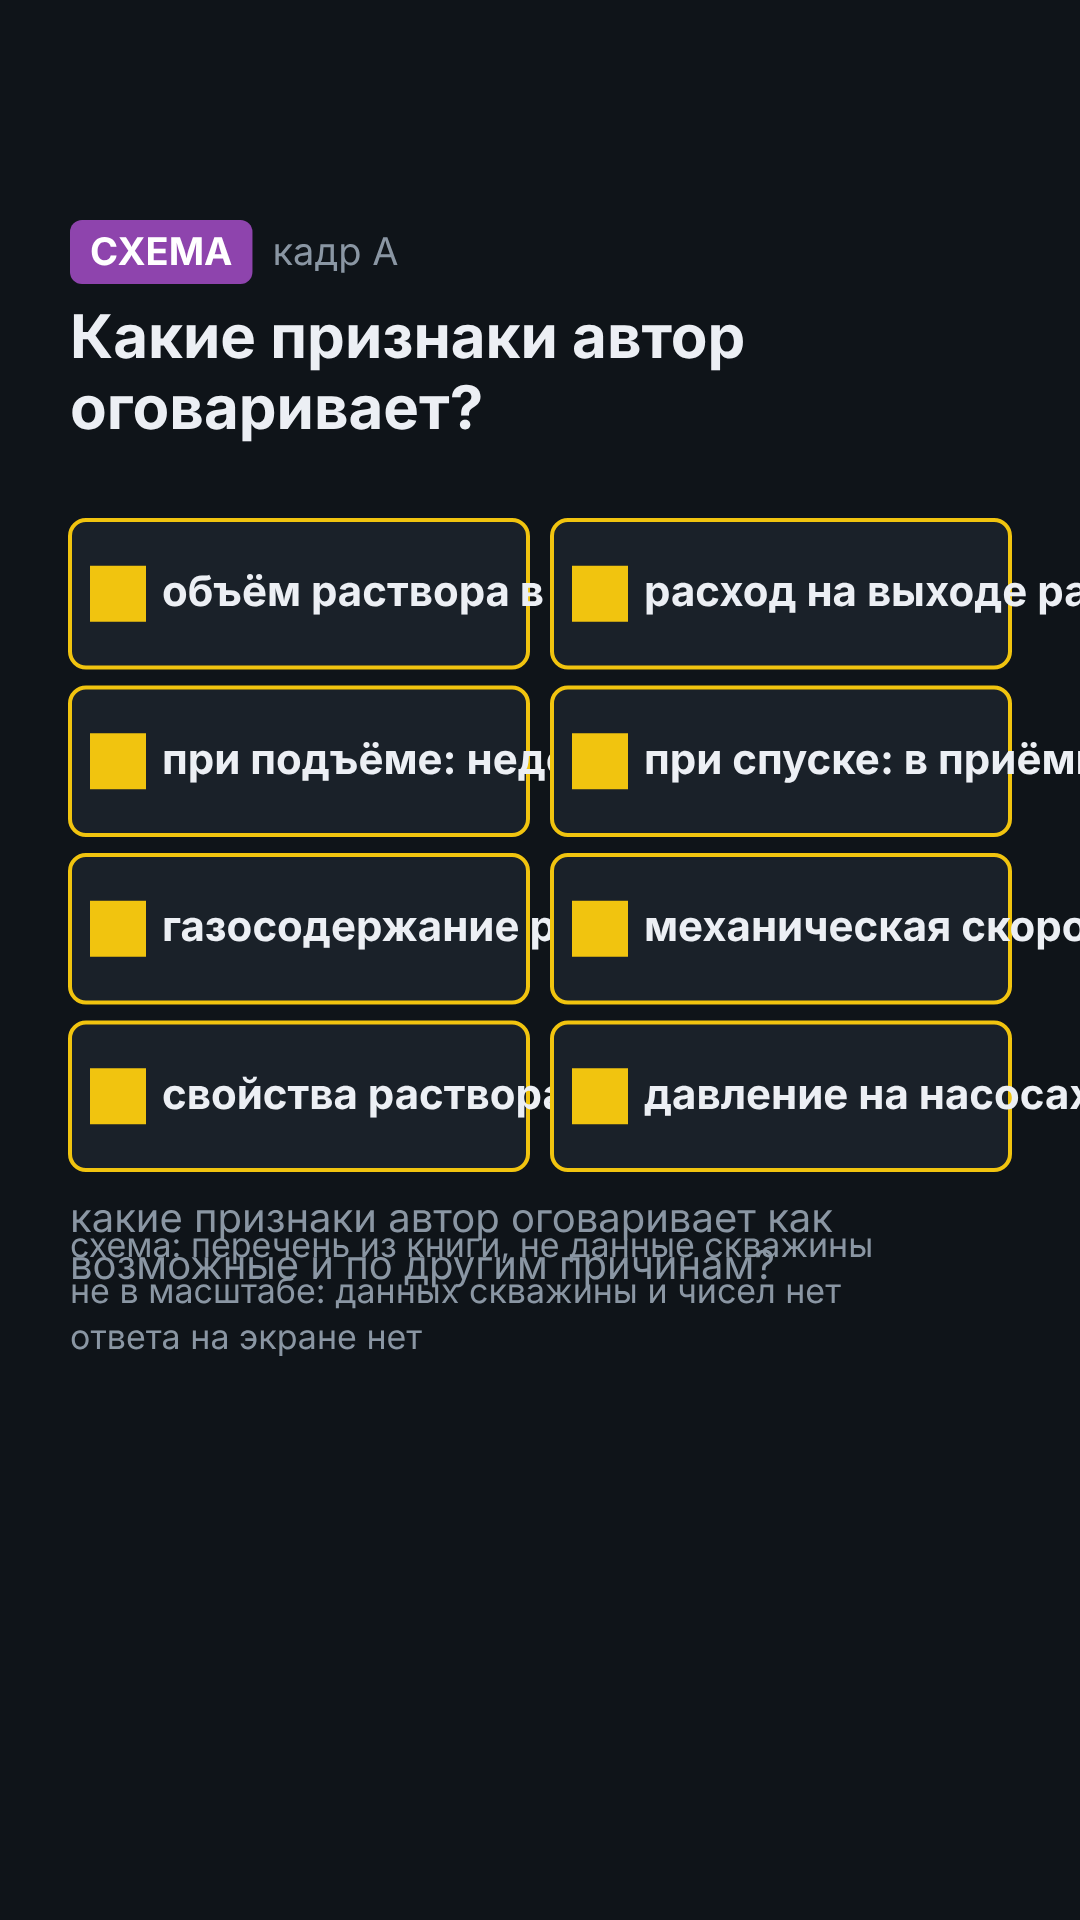 СХЕМА кадр А
Какие признаки автор
оговаривает?
объём раствора в
расход на выходе
при подъёме:
при спуске: в
газосодержание
механическая
свойства
давление на
какие признаки автор оговаривает как
схема: перечень из книги, не данные скважины
возможные и по другим причинам?
не в масштабе: данных скважины и чисел нет
ответа на экране нет